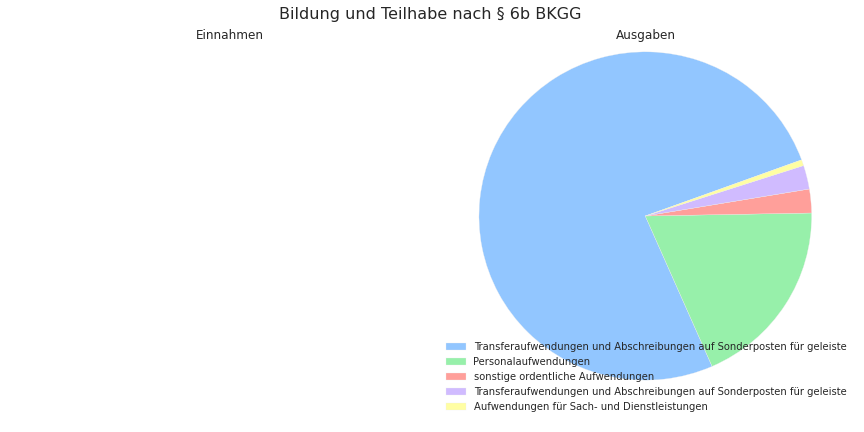 Bildung und Teilhabe nach § 6b BKGG
Einnahmen
Ausgaben
Transferaufwendungen und Abschreibungen auf Sonderposten für geleiste
Personalaufwendungen
sonstige ordentliche Aufwendungen
Transferaufwendungen und Abschreibungen auf Sonderposten für geleiste
Aufwendungen für Sach- und Dienstleistungen